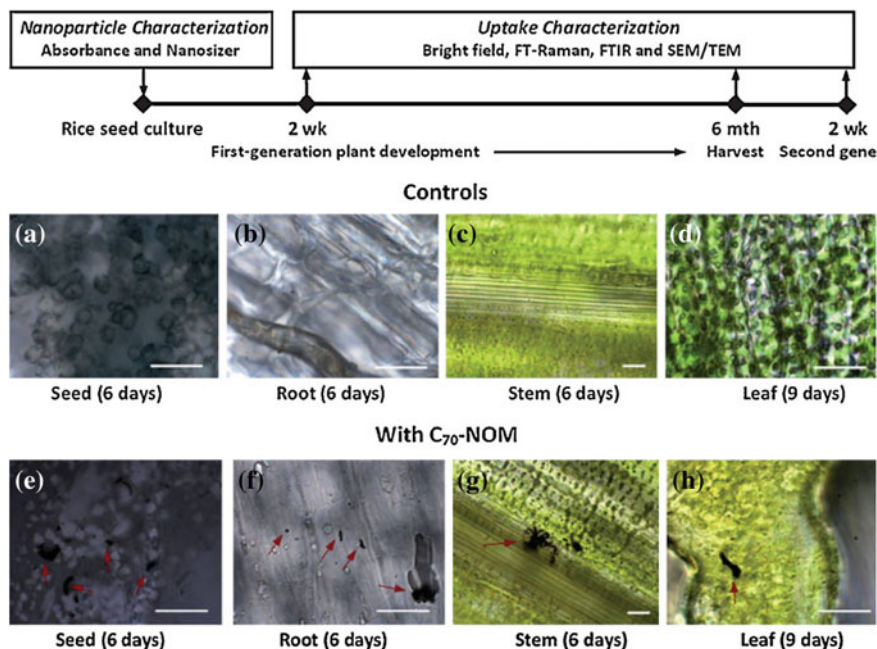 Nanoparticle Characterization
Absorbance and Nanosizer
Uptake Characterization
Bright field, FT-Raman, FTIR and SEM/TEM
Rice seed culture
2 wk
6 mth
2 wk
First-generation plant development
Harvest
Second gene
Controls
(a)
(b)
(c)
(d)
Seed (6 days)
Root (6 days)
Stem (6 days)
Leaf (9 days)
With C₇₀-NOM
(e)
(f)
(g)
(h)
Seed (6 days)
Root (6 days)
Stem (6 days)
Leaf (9 days)